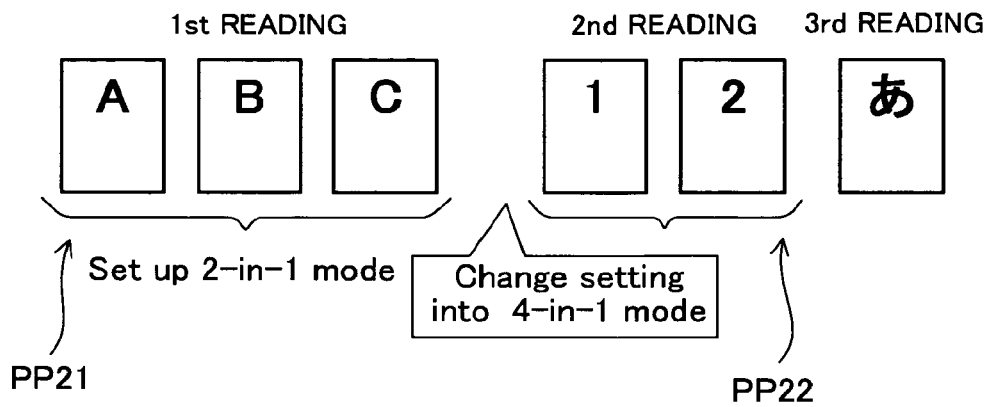 1st READING
2nd READING
3rd READING
A
B
C
1
2
あ
Set up 2-in-1 mode
Change setting
into 4-in-1 mode
PP21
PP22